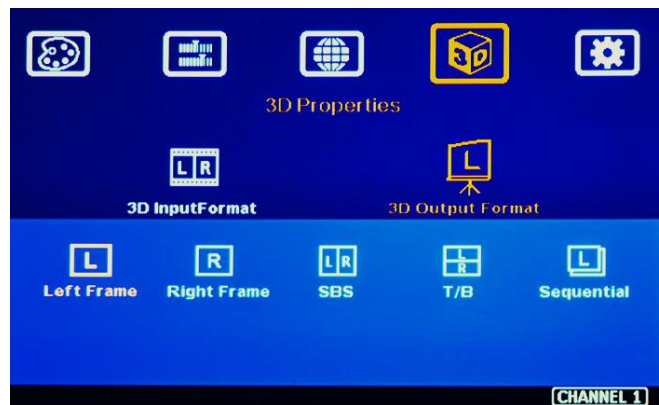 3D
3D Properties
L R
L
3D InputFormat
3D Output Format
L
R
L R
L
R
L
Left Frame
Right Frame
SBS
T/B
Sequential
CHANNEL 1